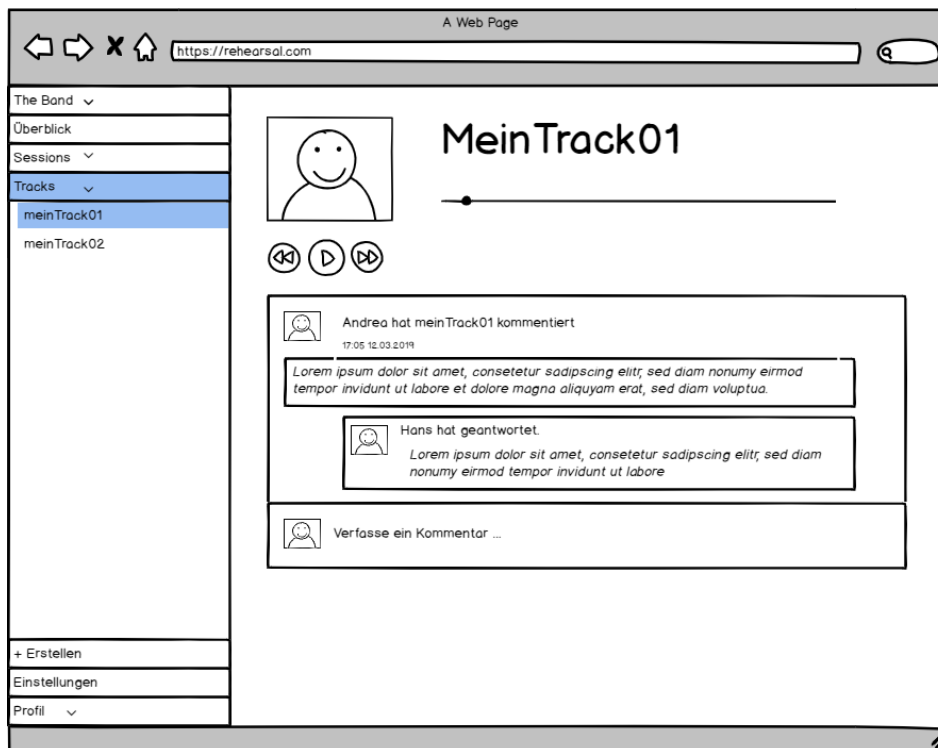 A Web Page
https://rehearsal.com
The Band
Überblick
Sessions
Tracks
meinTrack01
meinTrack02
+ Erstellen
Einstellungen
Profil
MeinTrack01
Andrea hat meinTrack01 kommentiert
17:05 12.03.2019
Lorem ipsum dolor sit amet, consetetur sadipscing elitr, sed diam nonumy eirmod
tempor invidunt ut labore et dolore magna aliquyam erat, sed diam voluptua.
Hans hat geantwortet.
Lorem ipsum dolor sit amet, consetetur sadipscing elitr, sed diam
nonumy eirmod tempor invidunt ut labore
Verfasse ein Kommentar ...